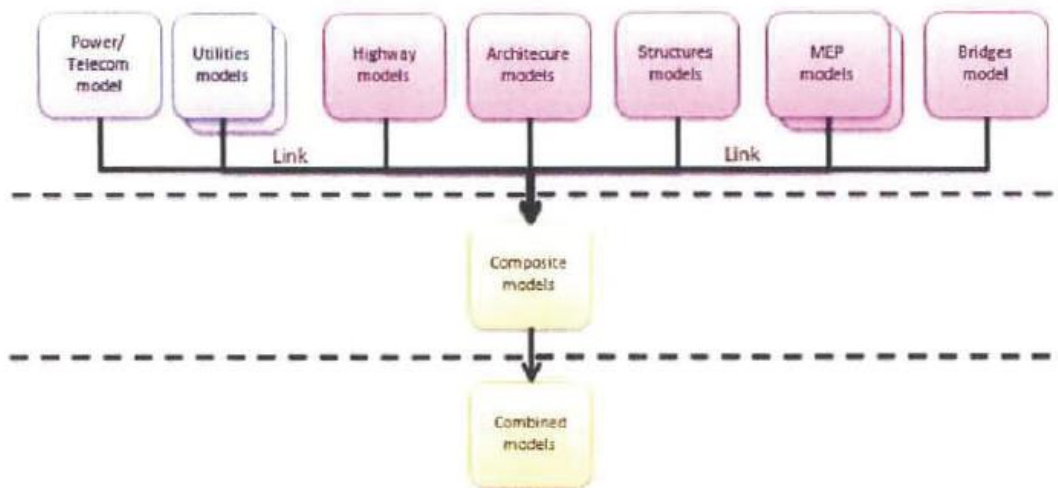 Power/
Telecom
model
Utilities
models
Highway
models
Architecure
models
Structures
models
MEP
models
Bridges
model
Link
Link
Composite
models
Combined
models